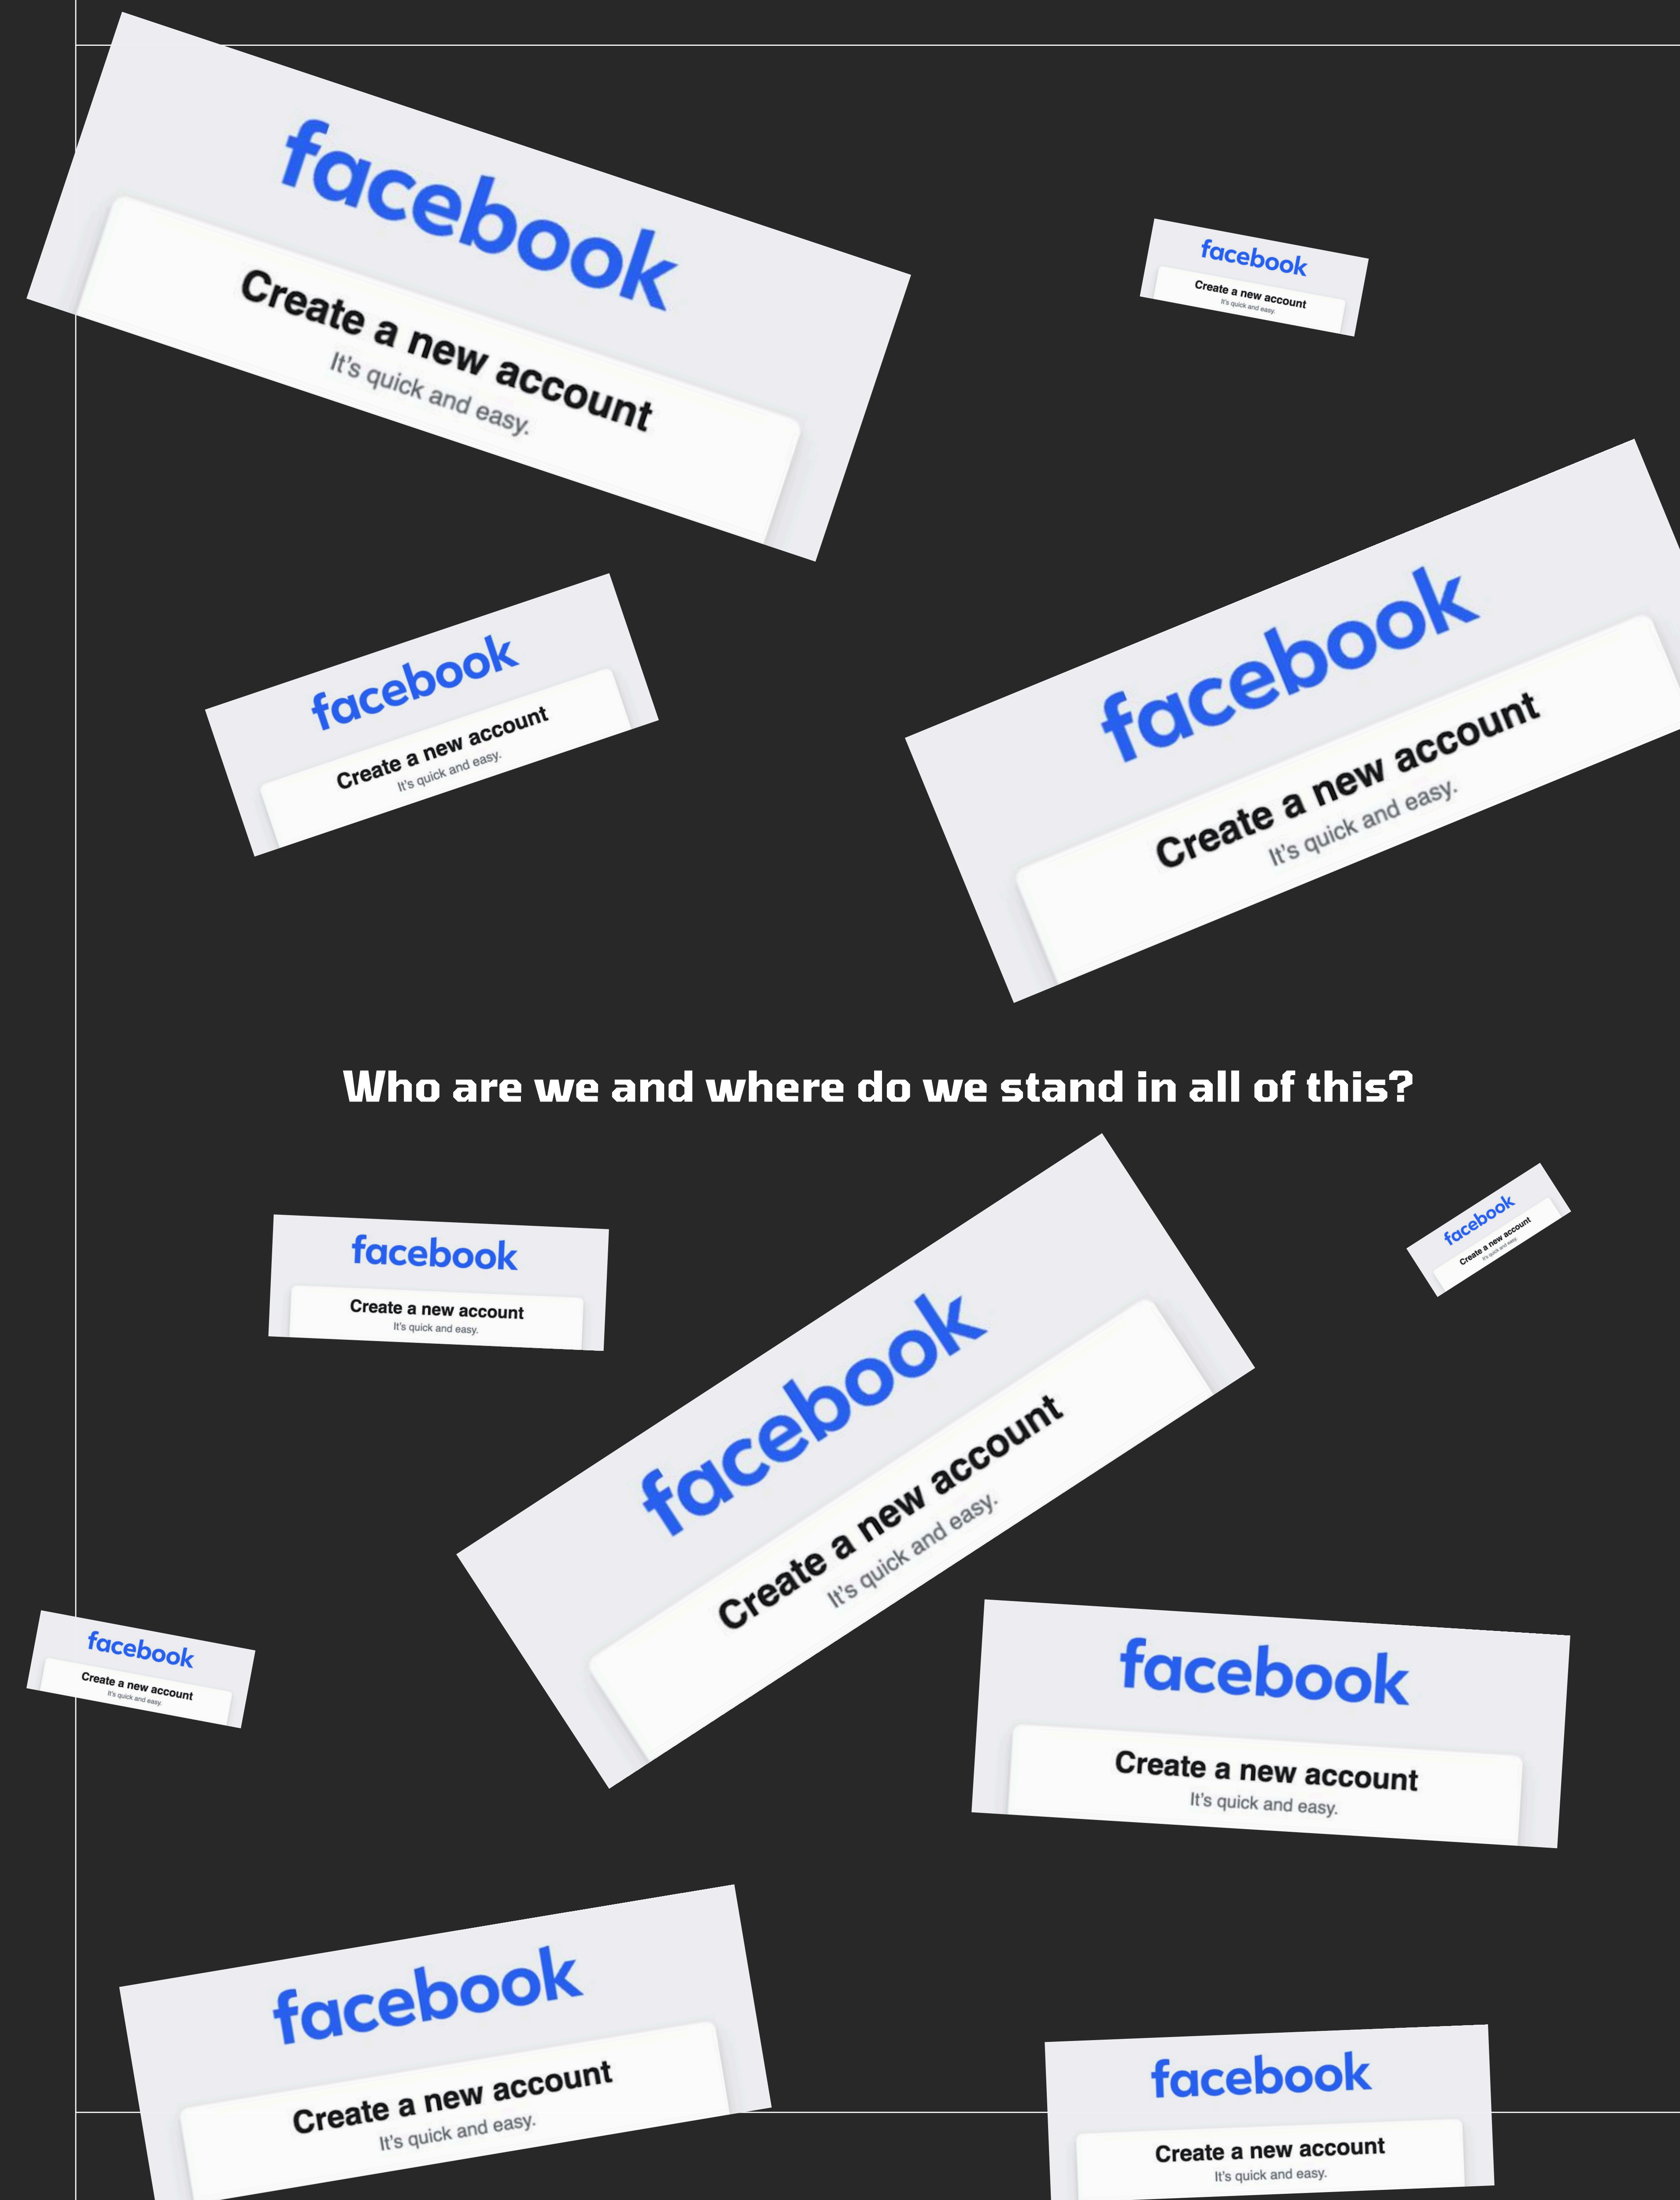 facebook
Create a new account
It's quick and easy.
facebook
Create a new account
It's quick and easy.
facebook
Create a new account
It's quick and easy.
facebook
Create a new account
It's quick and easy.
Who are we and where do we stand in all of this?
facebook
Create a new account
It's quick and easy.
facebook
Create a new account
It's quick and easy.
facebook
Create a new account
It's quick and easy.
facebook
Create a new account
It's quick and easy.
facebook
Create a new account
It's quick and easy.
facebook
Create a new account
It's quick and easy.
facebook
Create a new account
It's quick and easy.